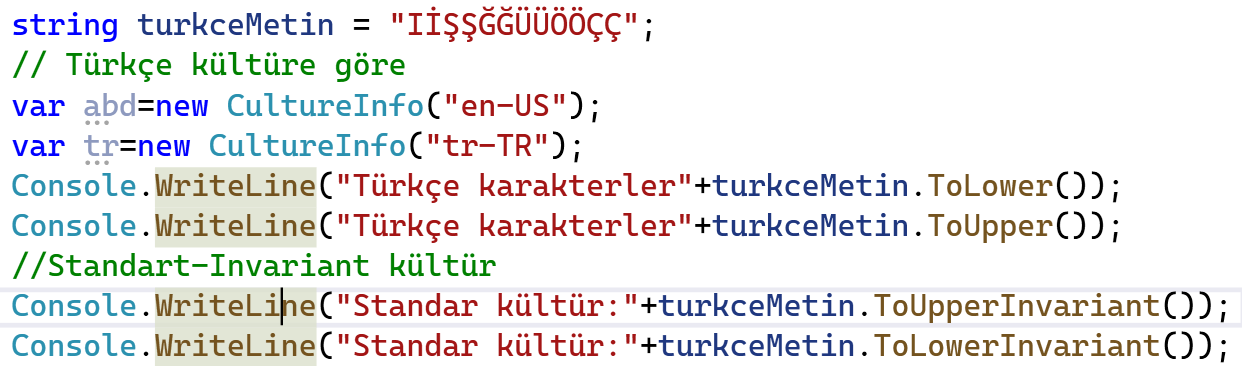 string turkceMetin = "IİŞŞĞĞÜÜÖÖÇÇ";
// Türkçe kültüre göre
var abd=new CultureInfo("en-US");
var tr=new CultureInfo("tr-TR");
Console.WriteLine("Türkçe karakterler"+turkceMetin.ToLower());
Console.WriteLine("Türkçe karakterler"+turkceMetin.ToUpper());
//Standart-Invariant kültür
Console.WriteLine("Standar kültür:"+turkceMetin.ToUpperInvariant());
Console.WriteLine("Standar kültür:"+turkceMetin.ToLowerInvariant());